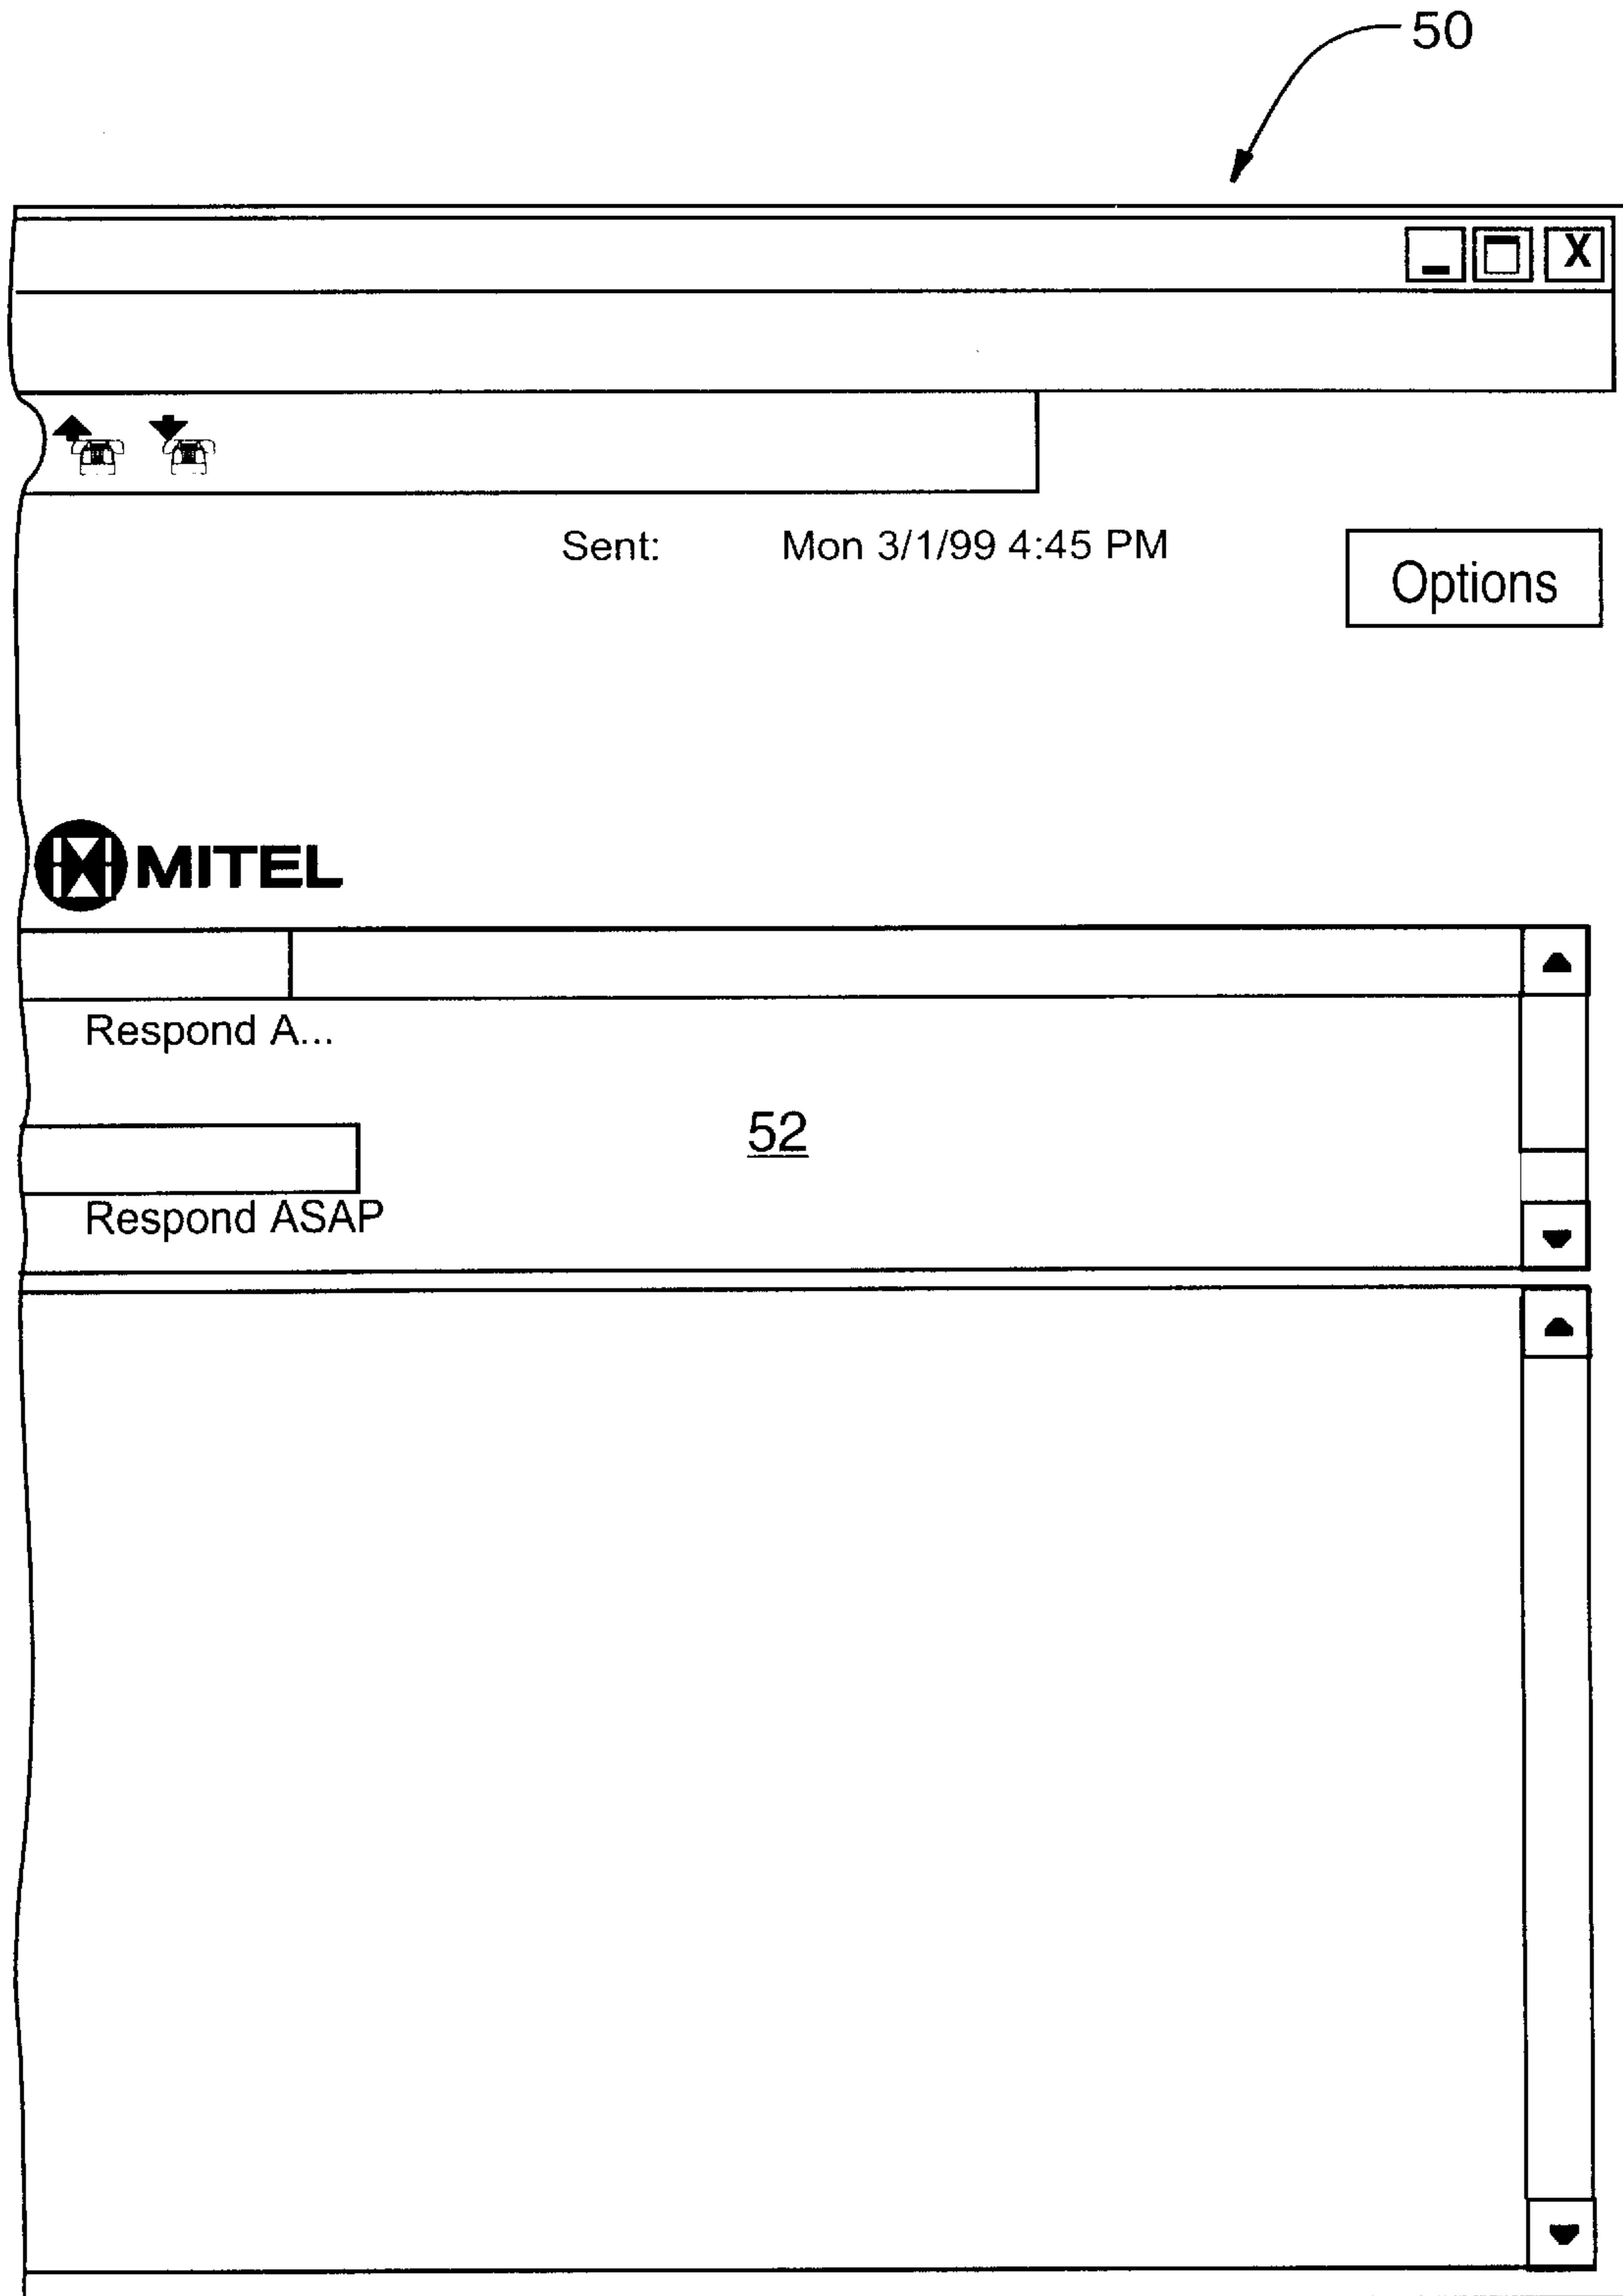 50
X
Sent: Mon 3/1/99 4:45 PM
Options
MITEL
Respond A...
52
Respond ASAP